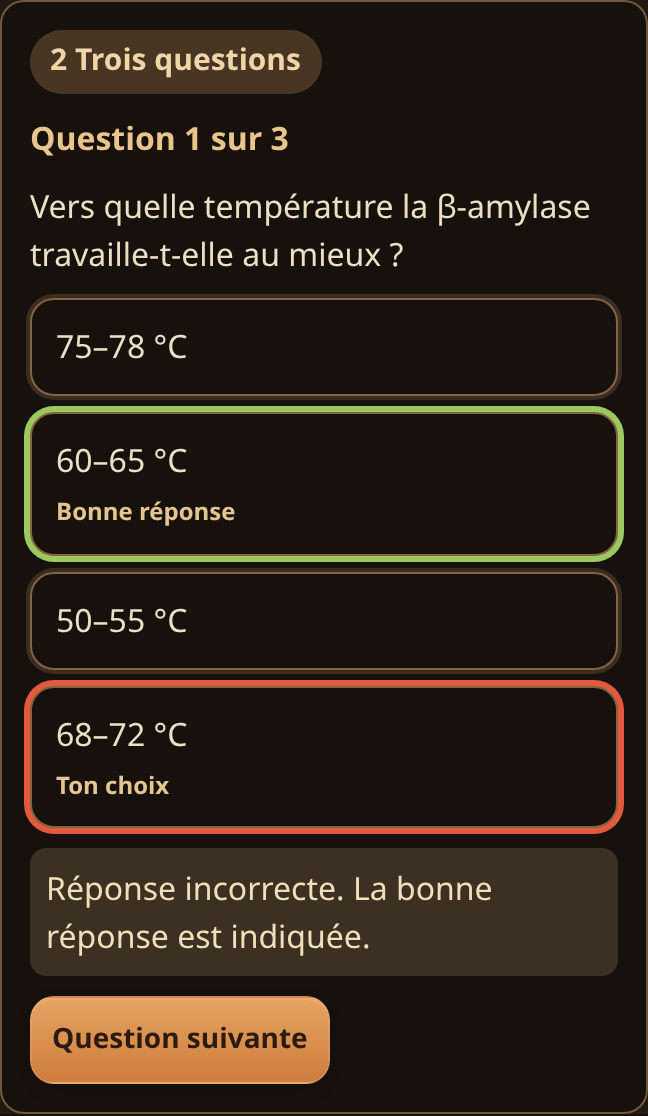 2 Trois questions
Question 1 sur 3
Vers quelle température la β-amylase
travaille-t-elle au mieux ?
75–78 °C
60–65 °C
Bonne réponse
50–55 °C
68–72 °C
Ton choix
Réponse incorrecte. La bonne
réponse est indiquée.
Question suivante